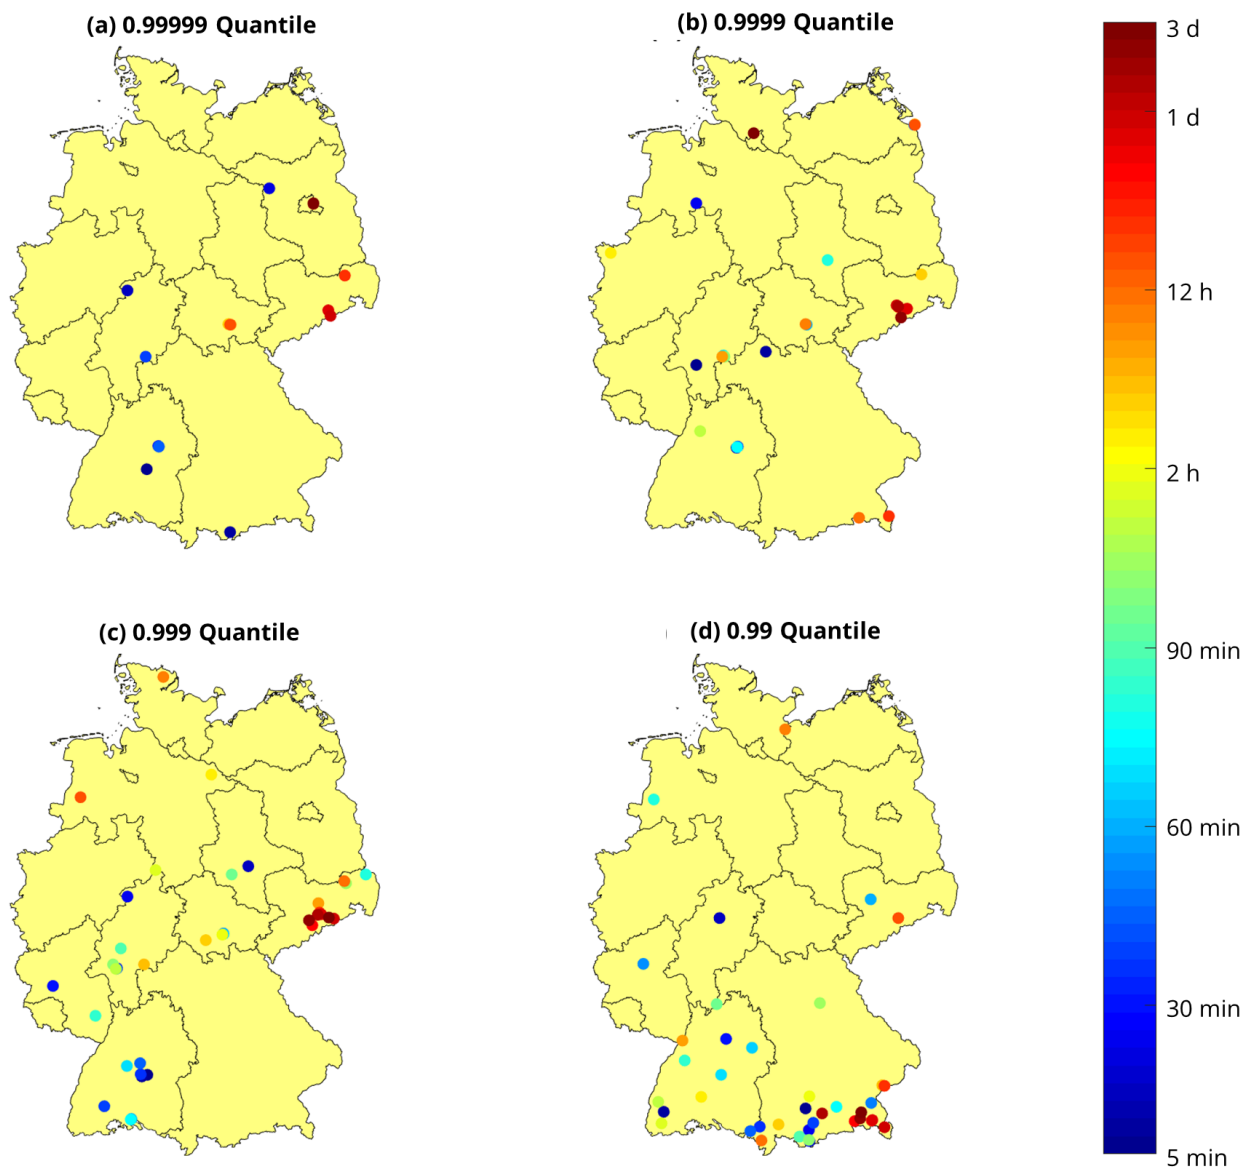 (a) 0.99999 Quantile
(b) 0.9999 Quantile
3 d
1 d
12 h
2 h
(c) 0.999 Quantile
(d) 0.99 Quantile
90 min
60 min
30 min
5 min